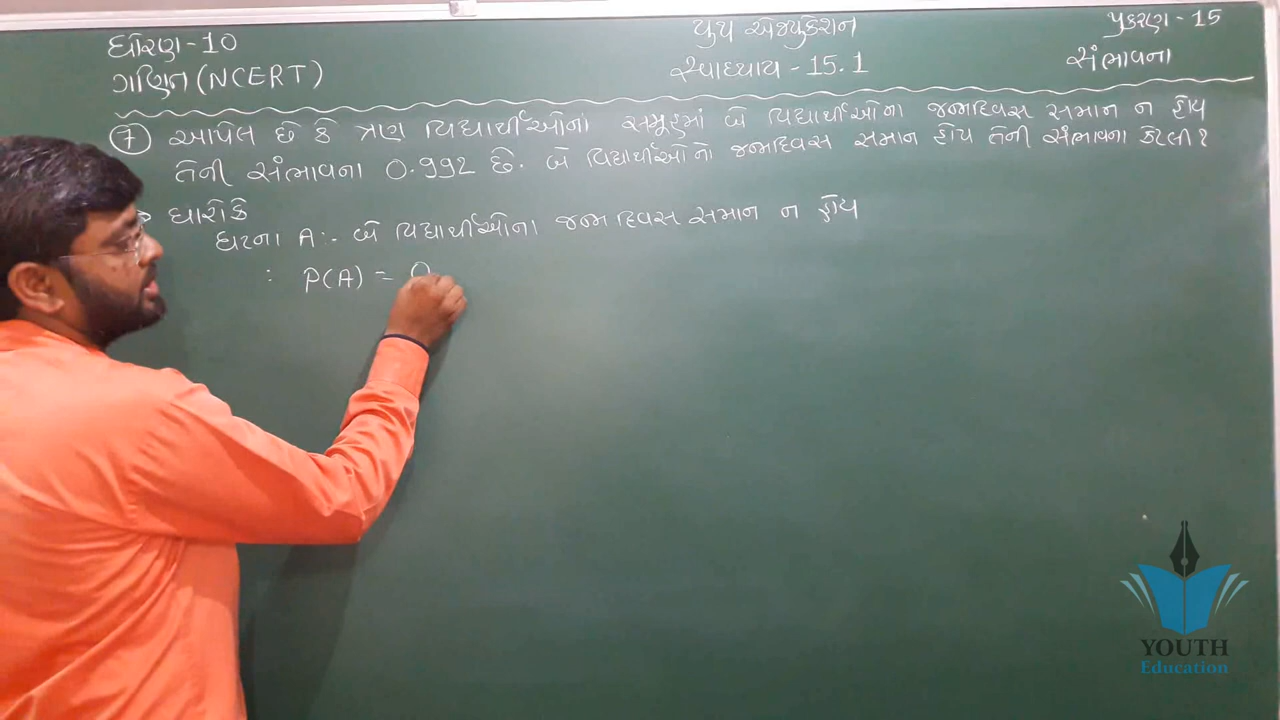 ધોરણ - 10
ગણિત (NCERT)
યુથ એજ્યુકેશન
સ્વાધ્યાય - 15.1
પ્રકરણ - 15
સંભાવના
7 આપેલ છે કે ત્રણ વિદ્યાર્થીઓના સમૂહમાં બે વિદ્યાર્થીઓના જન્મદિવસ સમાન ન હોય
તેની સંભાવના 0.992 છે. બે વિદ્યાર્થીઓનો જન્મદિવસ સમાન હોય તેની સંભાવના કેટલી?
ધારો કે
ઘટના A :- બે વિદ્યાર્થીઓના જન્મ દિવસ સમાન ન હોય
: P(A) = 0
YOUTH
Education